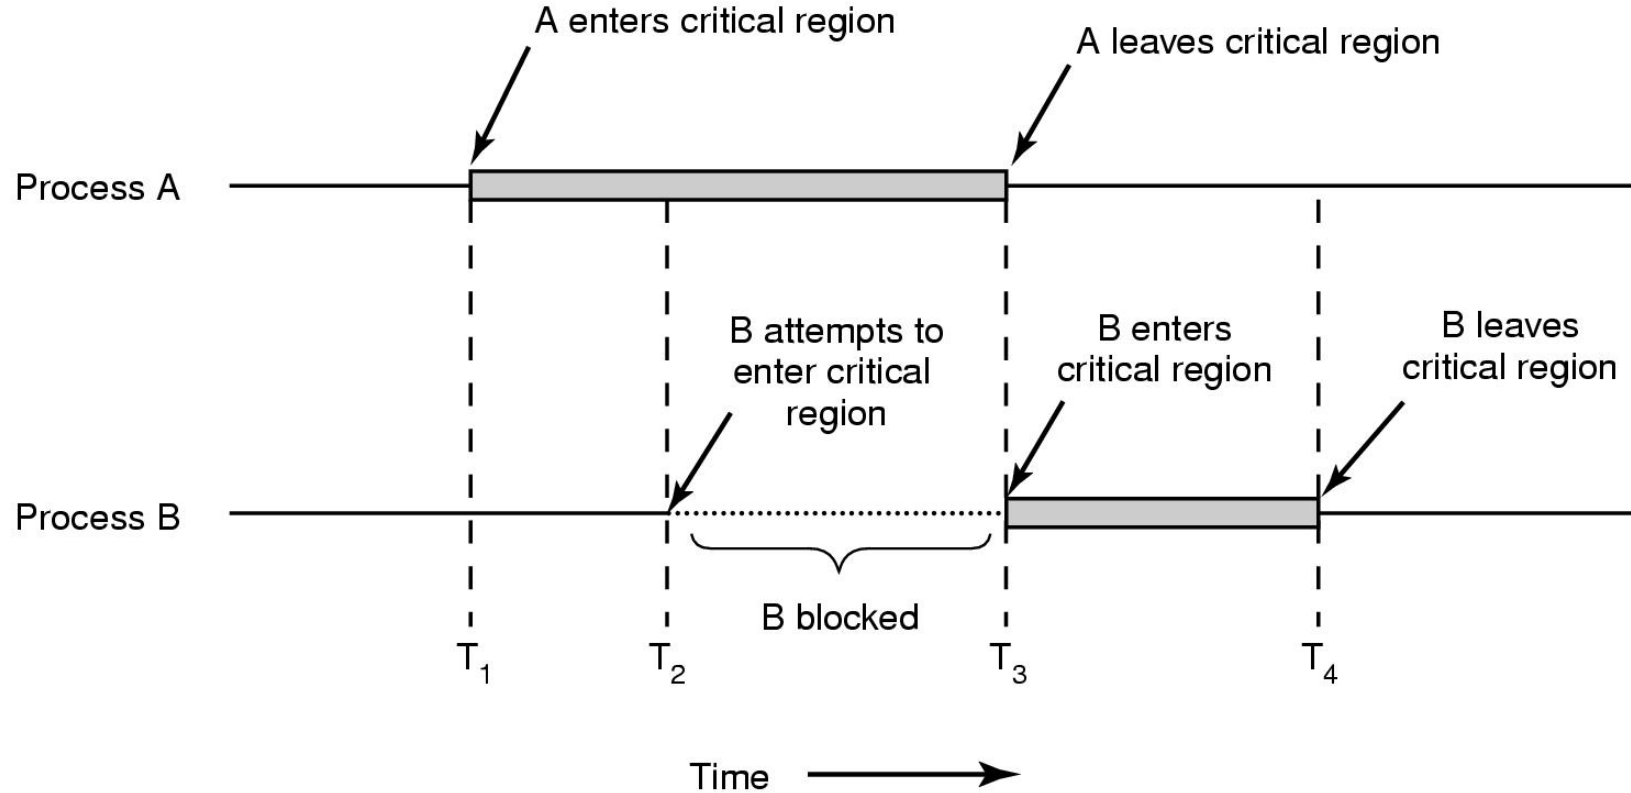 A enters critical region
A leaves critical region
Process A
B attempts to
enter critical
region
B enters
critical region
B leaves
critical region
Process B
B blocked
T1
T2
T3
T4
Time